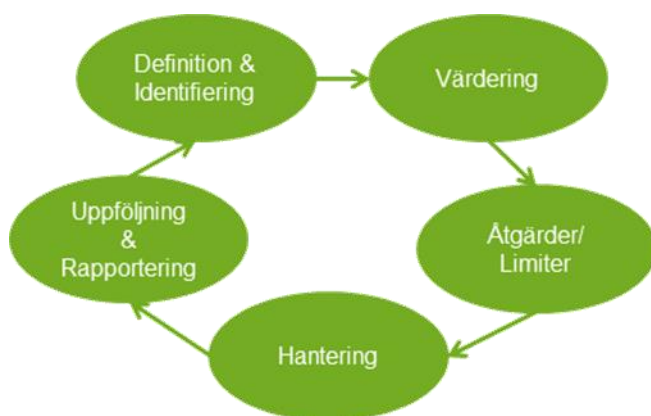 Definition &
Identifiering
Värdering
Åtgärder/
Limiter
Hantering
Uppföljning
&
Rapportering